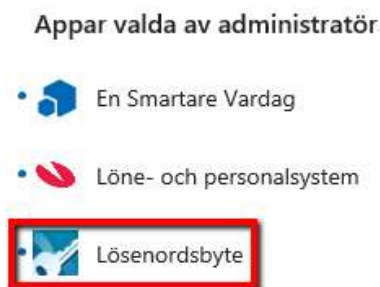 Appar valda av administratör
En Smartare Vardag
Löne- och personalsystem
Lösenordsbyte